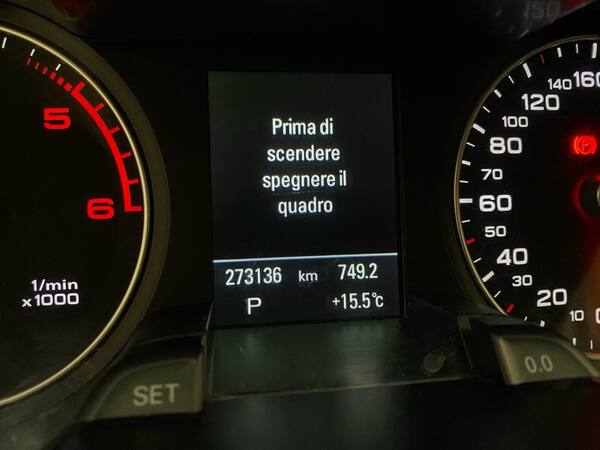 Prima di
scendere
spegnere il
quadro
273136 km 749.2
P +15.5°C
5
6
1/min
x1000
SET
160
140
120
100
80
70
60
50
40
30
20
10
0
(P)
0.0